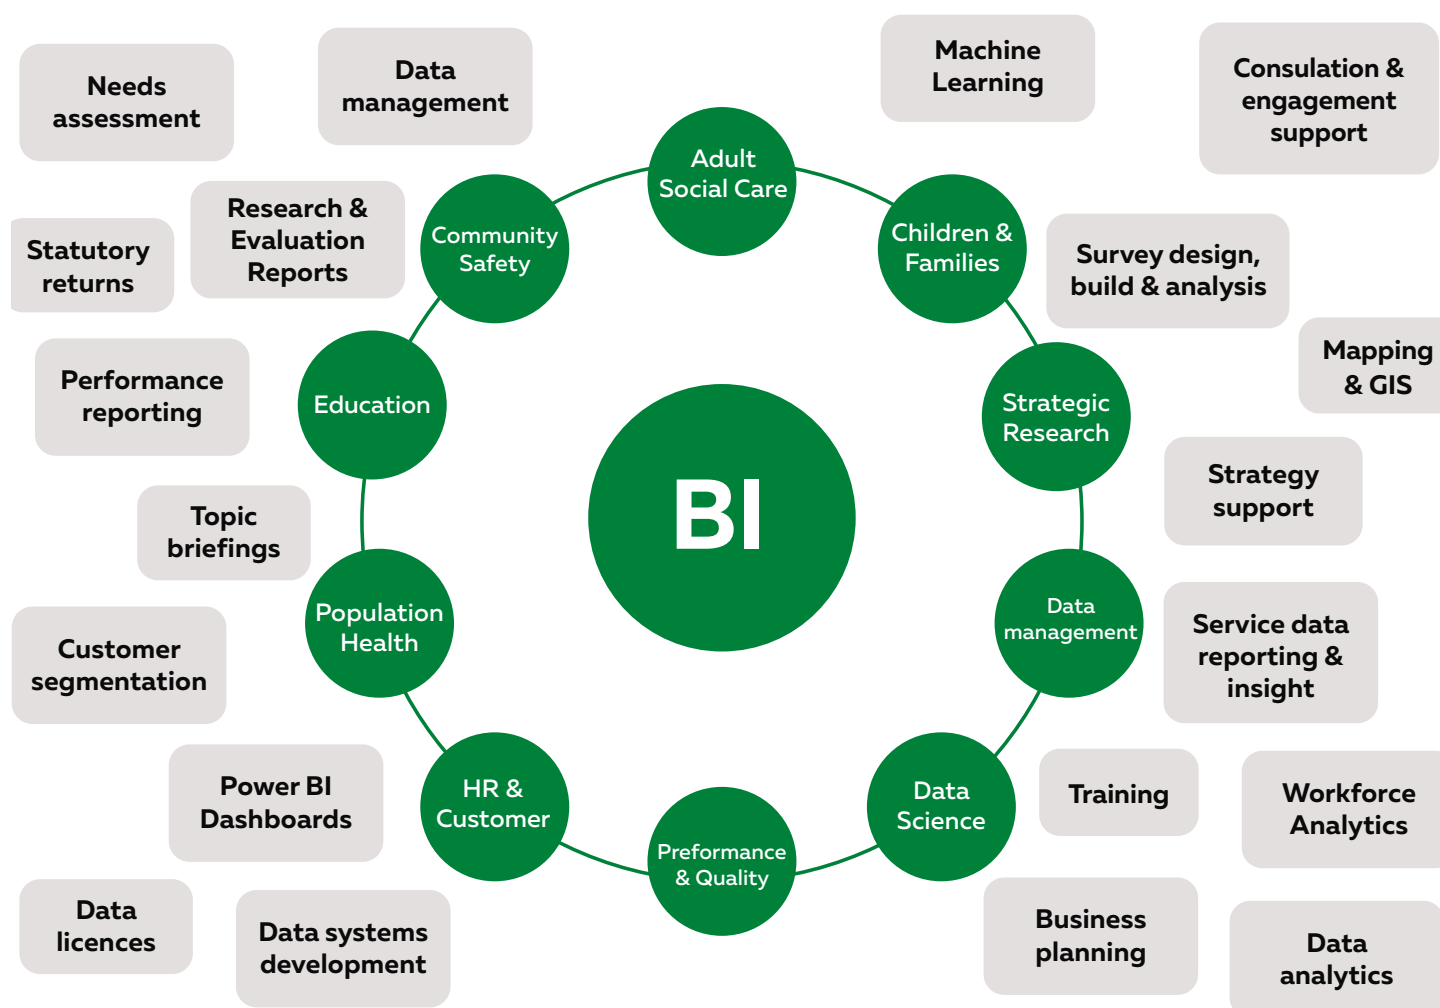 Needs
assessment
Data
management
Machine
Learning
Consulation &
engagement
support
Adult
Social Care
Research &
Evaluation
Reports
Statutory
returns
Community
Safety
Children &
Families
Survey design,
build & analysis
Mapping
& GIS
Performance
reporting
Education
Strategic
Research
Strategy
support
BI
Topic
briefings
Population
Health
Data
management
Service data
reporting &
insight
Customer
segmentation
Power BI
Dashboards
HR &
Customer
Preformance
& Quality
Data
Science
Training
Workforce
Analytics
Data
licences
Data systems
development
Business
planning
Data
analytics